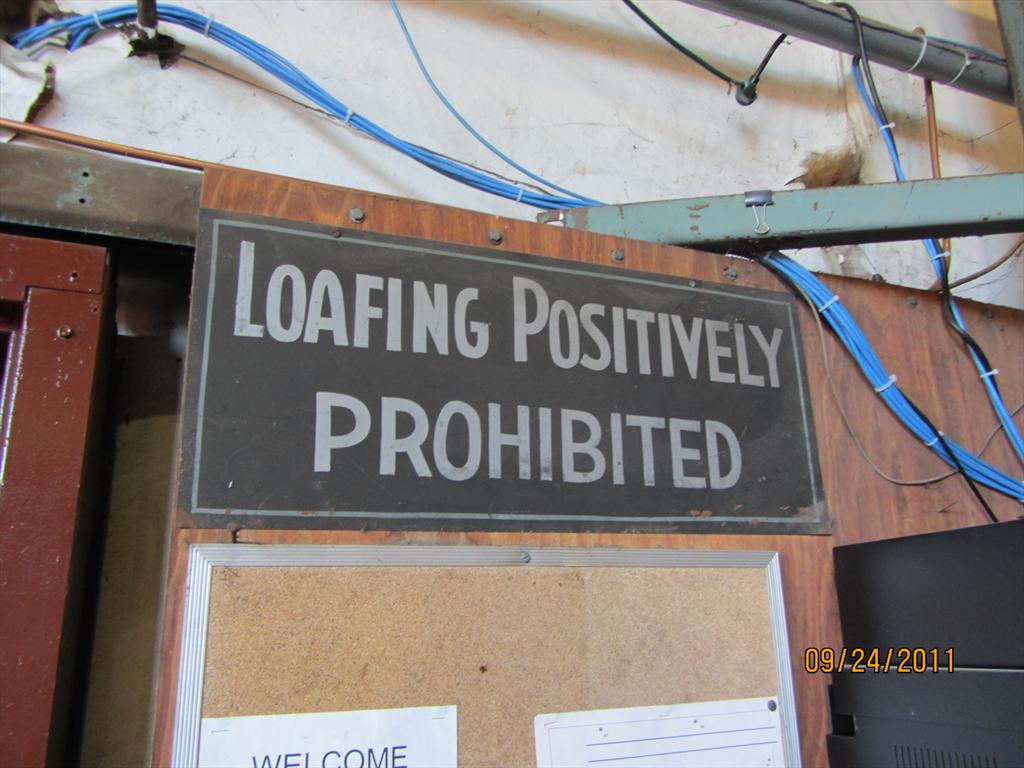 LOAFING POSITIVELY
PROHIBITED
WELCOME
09/24/2011